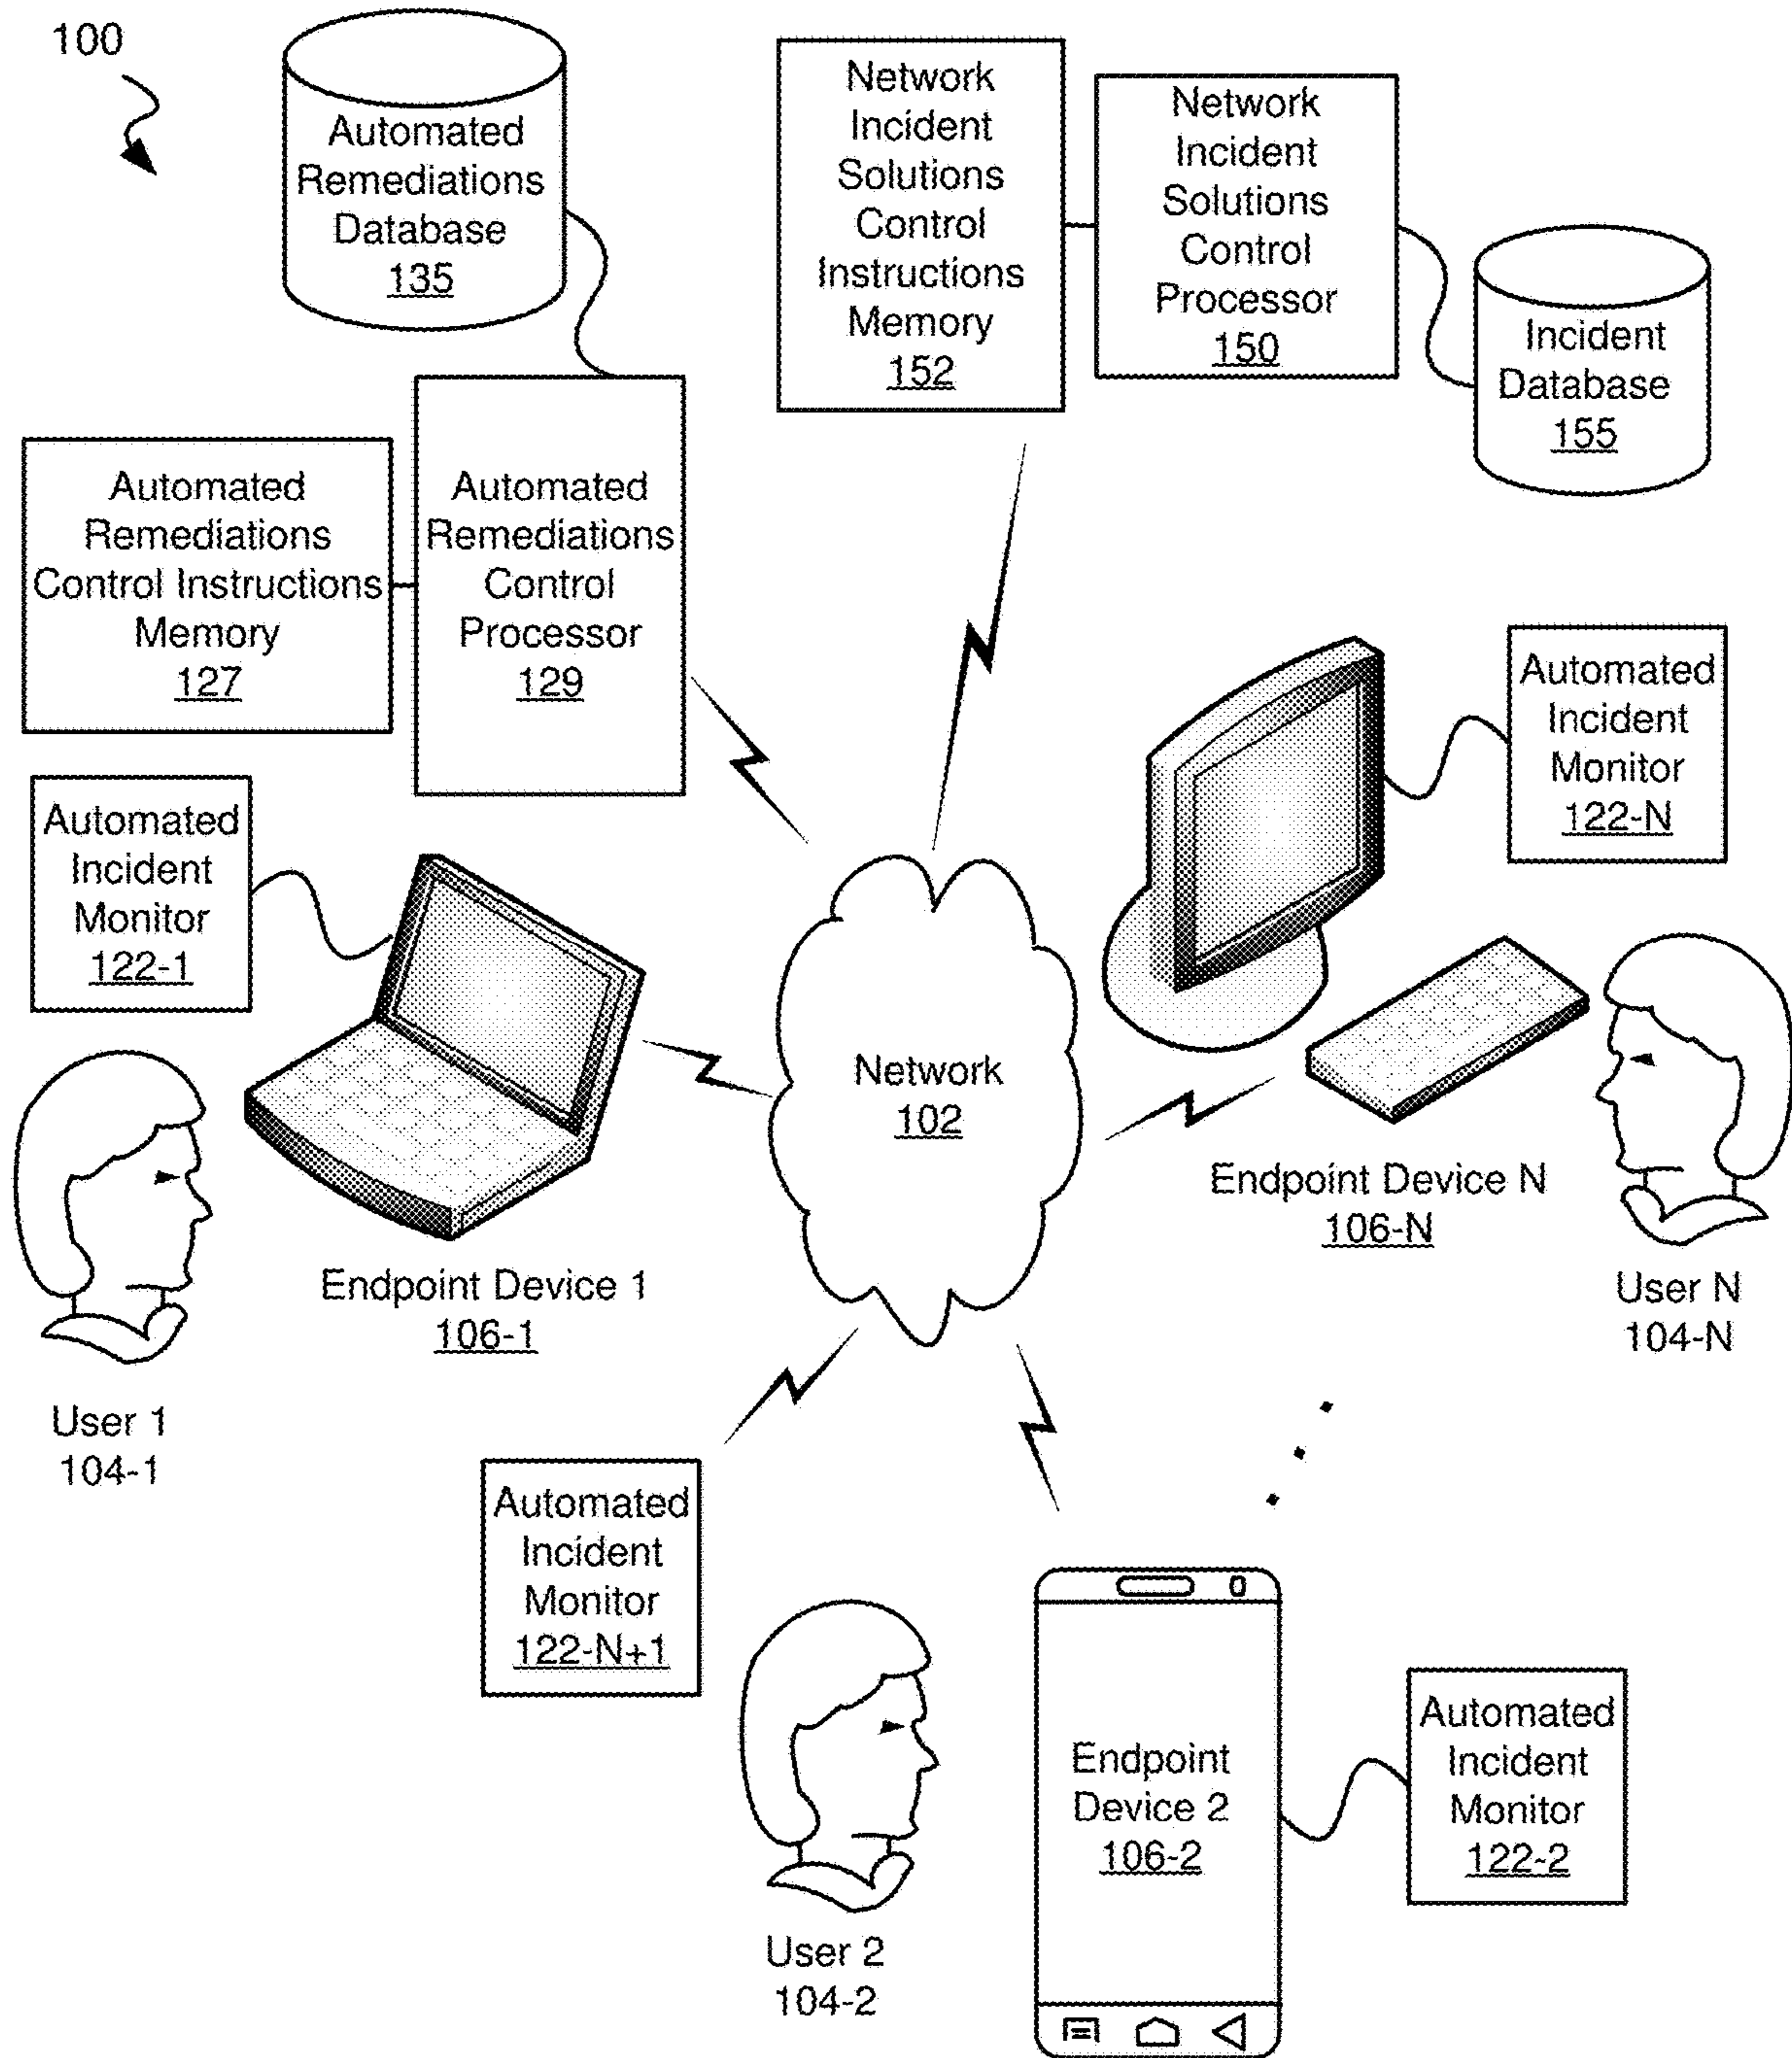 100
Automated
Remediations
Database
135
Network
Incident
Solutions
Control
Instructions
Memory
152
Network
Incident
Solutions
Control
Processor
150
Incident
Database
155
Automated
Remediations
Control Instructions
Memory
127
Automated
Remediations
Control
Processor
129
Automated
Incident
Monitor
122-N
Automated
Incident
Monitor
122-1
Network
102
Endpoint Device N
106-N
User N
104-N
Endpoint Device 1
106-1
User 1
104-1
Automated
Incident
Monitor
122-N+1
User 2
104-2
Endpoint
Device 2
106-2
Automated
Incident
Monitor
122-2